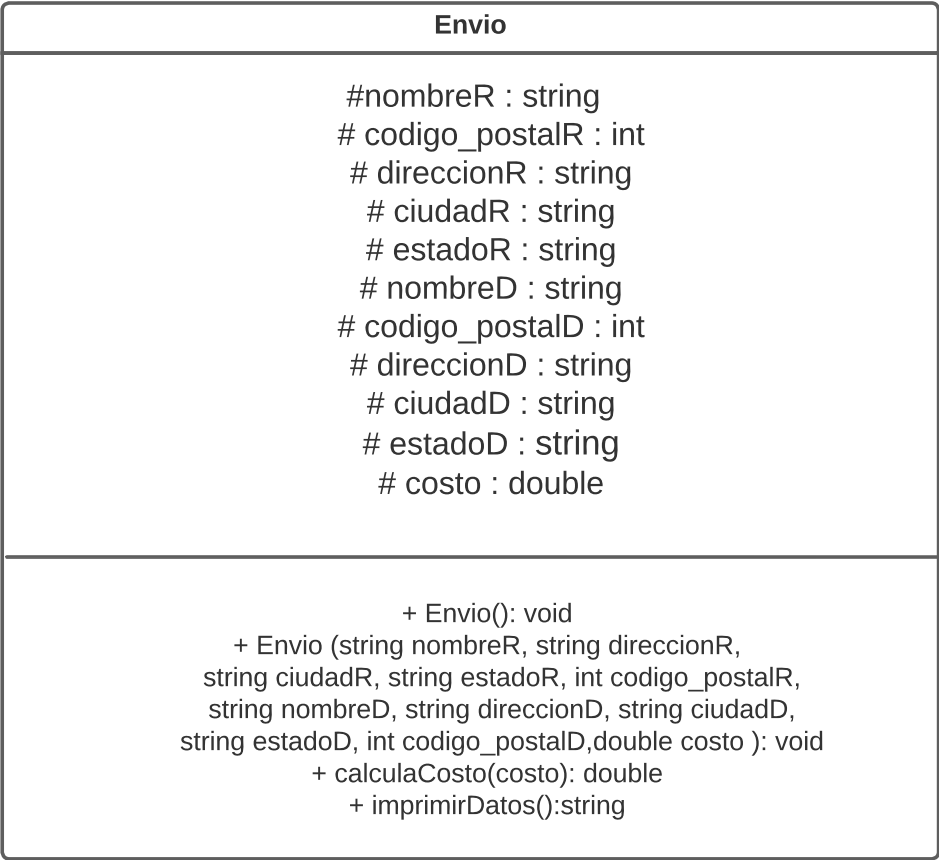 Envio
#nombreR : string
# codigo_postalR : int
# direccionR : string
# ciudadR : string
# estadoR : string
# nombreD : string
# codigo_postalD : int
# direccionD : string
# ciudadD : string
# estadoD : string
# costo : double
+ Envio(): void
+ Envio (string nombreR, string direccionR,
string ciudadR, string estadoR, int codigo_postalR,
string nombreD, string direccionD, string ciudadD,
string estadoD, int codigo_postalD,double costo ): void
+ calculaCosto(costo): double
+ imprimirDatos():string